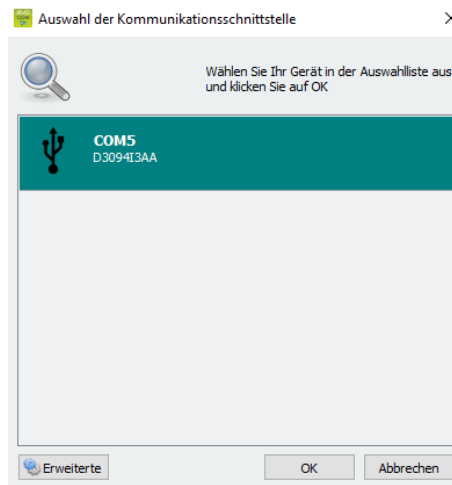 Auswahl der Kommunikationsschnittstelle
Wählen Sie Ihr Gerät in der Auswahlliste aus
und klicken Sie auf OK
COM5
D3094I3AA
Erweiterte
OK
Abbrechen